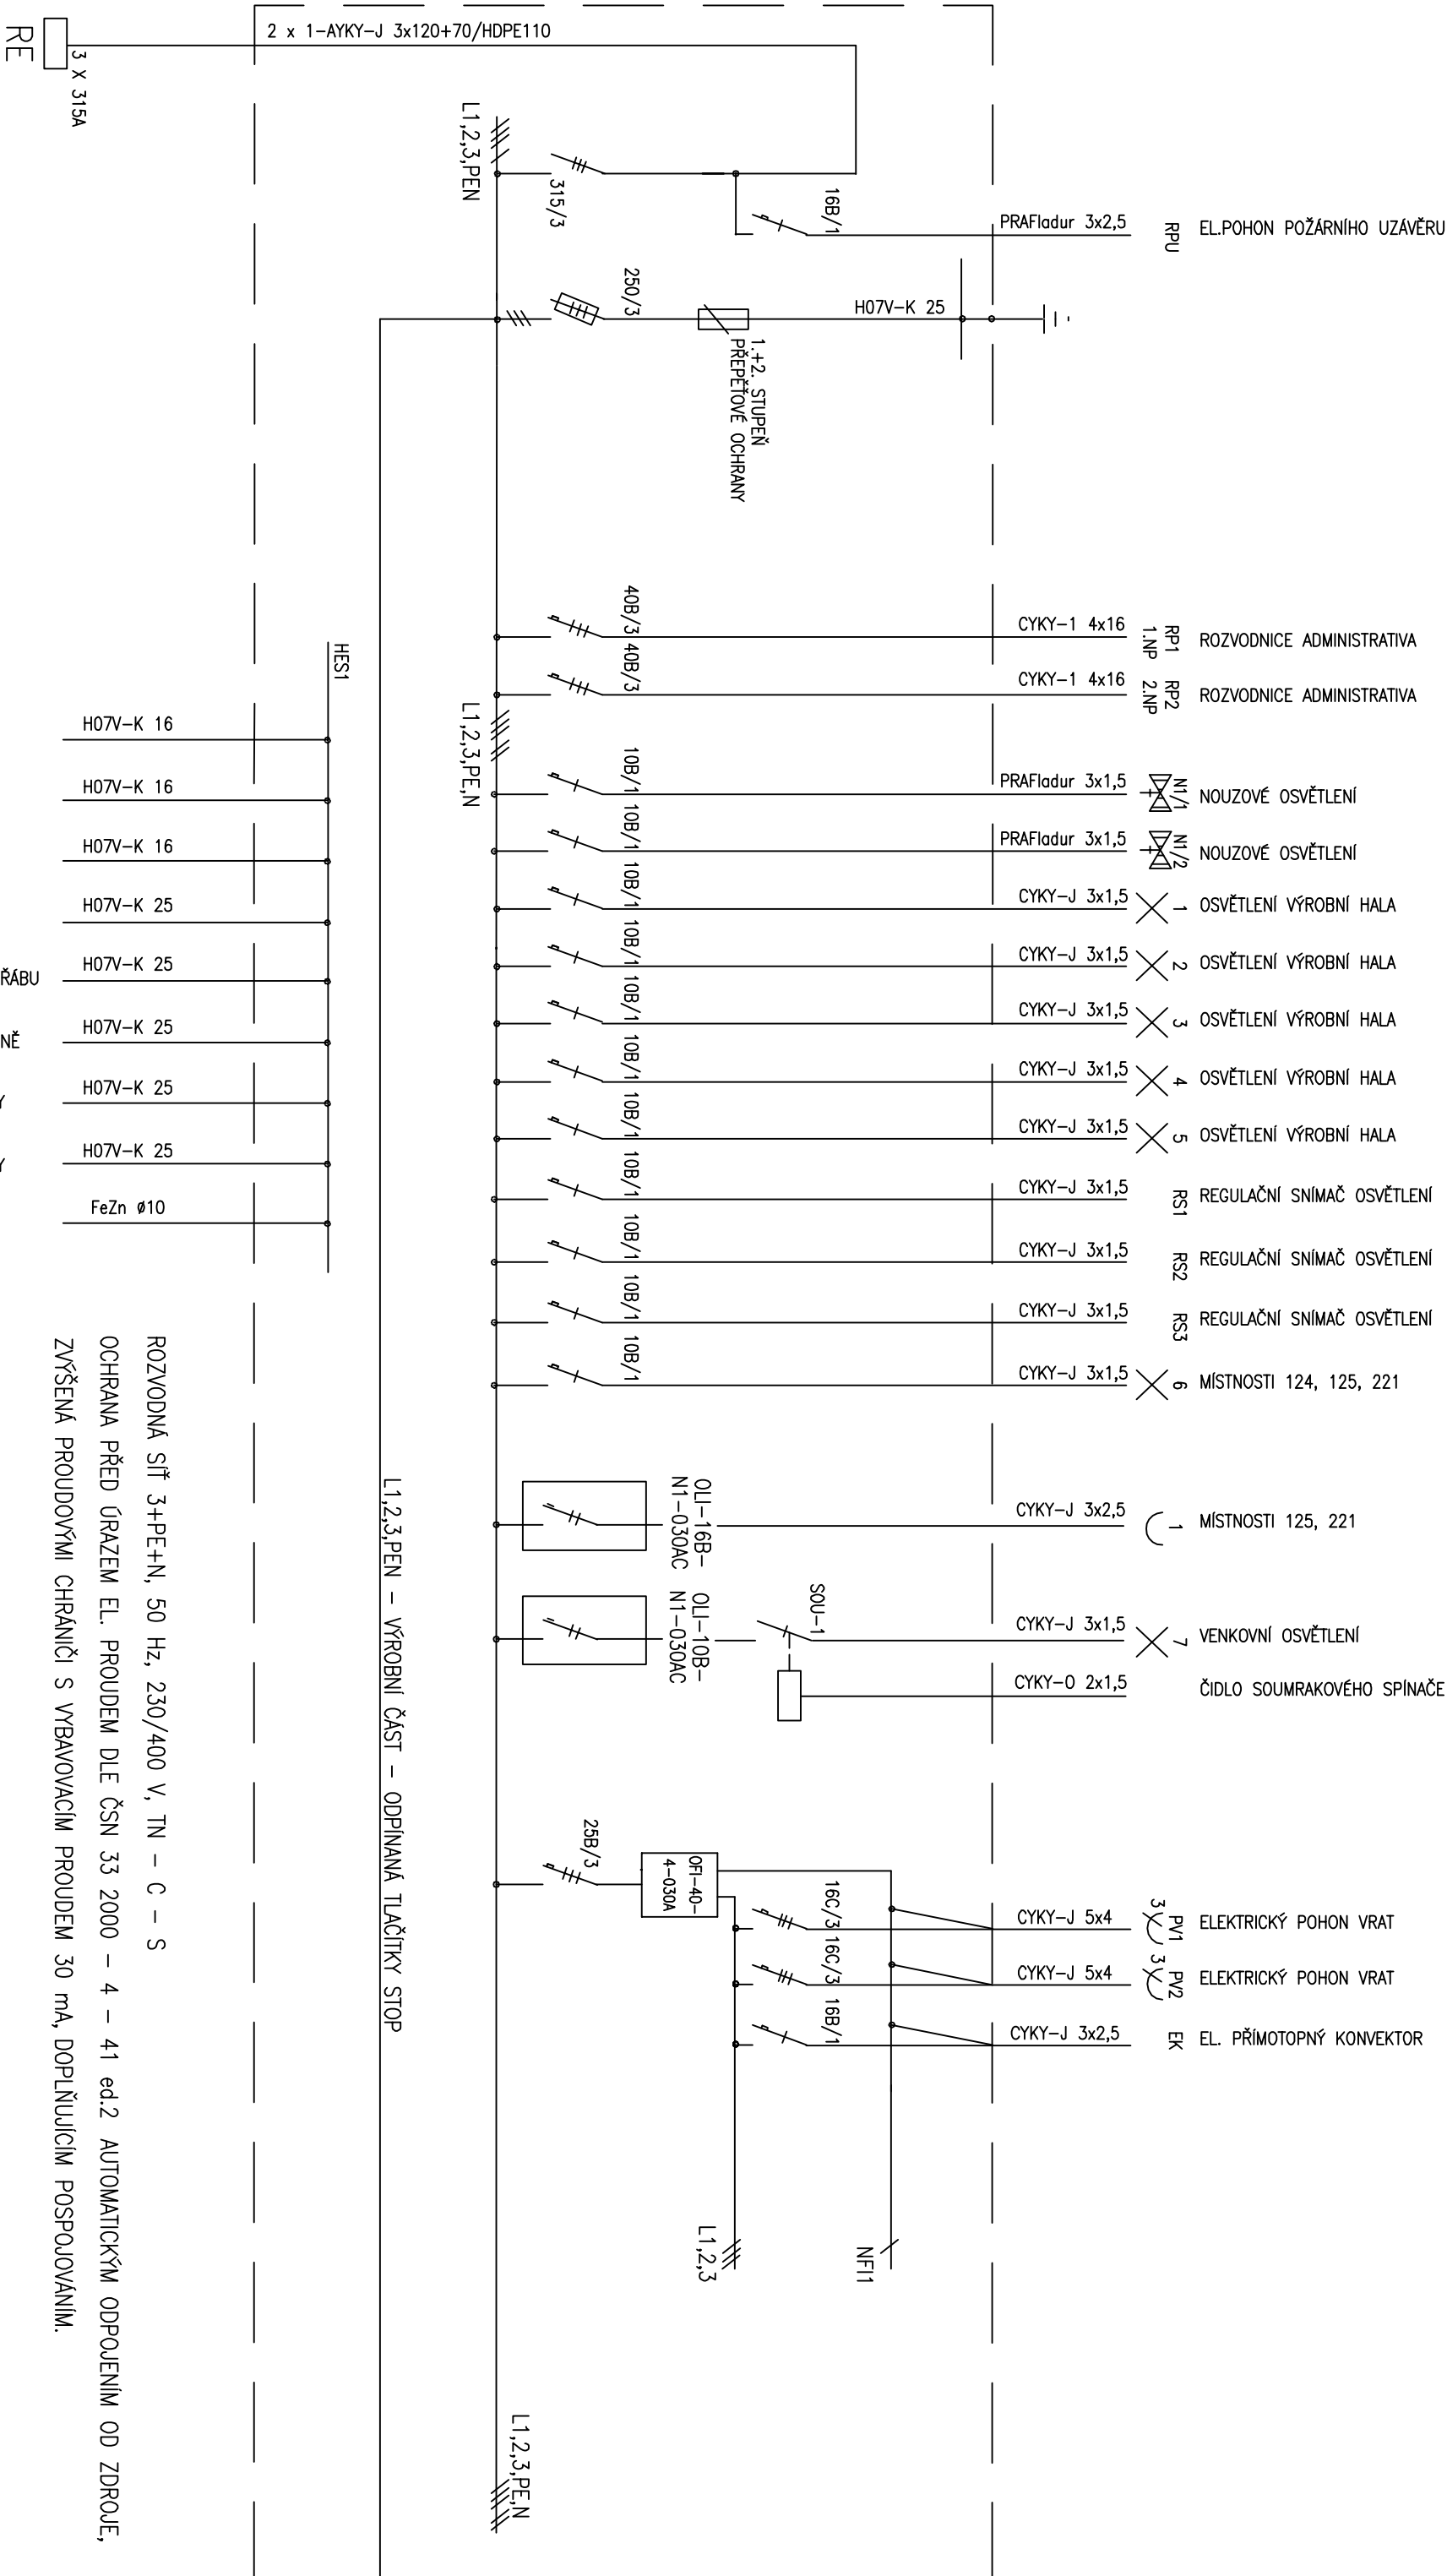 2 x 1-AYKY-J 3x120+70/HDPE110
RE
3 X 315A
L1,2,3,PEN
315/3
16B/1
PRAFladur 3x2,5
RPU
EL.POHON POŽÁRNÍHO UZÁVĚRU
250/3
1.+2. STUPEŇ
PŘEPĚŤOVÉ OCHRANY
H07V-K 25
40B/3
CYKY-1 4x16
RP1
1.NP
ROZVODNICE ADMINISTRATIVA
40B/3
CYKY-1 4x16
RP2
2.NP
ROZVODNICE ADMINISTRATIVA
L1,2,3,PE,N
10B/1
PRAFladur 3x1,5
N1/1
NOUZOVÉ OSVĚTLENÍ
10B/1
PRAFladur 3x1,5
N1/2
NOUZOVÉ OSVĚTLENÍ
10B/1
CYKY-J 3x1,5
1
OSVĚTLENÍ VÝROBNÍ HALA
10B/1
CYKY-J 3x1,5
2
OSVĚTLENÍ VÝROBNÍ HALA
10B/1
CYKY-J 3x1,5
3
OSVĚTLENÍ VÝROBNÍ HALA
10B/1
CYKY-J 3x1,5
4
OSVĚTLENÍ VÝROBNÍ HALA
10B/1
CYKY-J 3x1,5
5
OSVĚTLENÍ VÝROBNÍ HALA
10B/1
CYKY-J 3x1,5
RS1
REGULAČNÍ SNÍMAČ OSVĚTLENÍ
10B/1
CYKY-J 3x1,5
RS2
REGULAČNÍ SNÍMAČ OSVĚTLENÍ
10B/1
CYKY-J 3x1,5
RS3
REGULAČNÍ SNÍMAČ OSVĚTLENÍ
10B/1
CYKY-J 3x1,5
6
MÍSTNOSTI 124, 125, 221
OLI-16B-
N1-030AC
CYKY-J 3x2,5
1
MÍSTNOSTI 125, 221
OLI-10B-
N1-030AC
SOU-1
CYKY-J 3x1,5
7
VENKOVNÍ OSVĚTLENÍ
CYKY-O 2x1,5
ČIDLO SOUMRAKOVÉHO SPÍNAČE
25B/3
OFI-40-
4-030A
16C/3
CYKY-J 5x4
3
PV1
ELEKTRICKÝ POHON VRAT
16C/3
CYKY-J 5x4
3
PV2
ELEKTRICKÝ POHON VRAT
16B/1
CYKY-J 3x2,5
EK
EL. PŘÍMOTOPNÝ KONVEKTOR
L1,2,3
NFI1
L1,2,3,PE,N
L1,2,3,PEN - VÝROBNÍ ČÁST - ODPÍNANÁ TLAČÍTKY STOP
HES1
H07V-K 16
H07V-K 16
H07V-K 16
H07V-K 25
ŘÁBU
H07V-K 25
NĚ
H07V-K 25
Y
H07V-K 25
Y
H07V-K 25
FeZn ø10
ROZVODNÁ SÍŤ 3+PE+N, 50 Hz, 230/400 V, TN - C - S
OCHRANA PŘED ÚRAZEM EL. PROUDEM DLE ČSN 33 2000 - 4 - 41 ed.2 AUTOMATICKÝM ODPOJENÍM OD ZDROJE,
ZVÝŠENÁ PROUDOVÝMI CHRÁNIČI S VYBAVOVACÍM PROUDEM 30 mA, DOPLŇUJÍCÍM POSPOJOVÁNÍM.